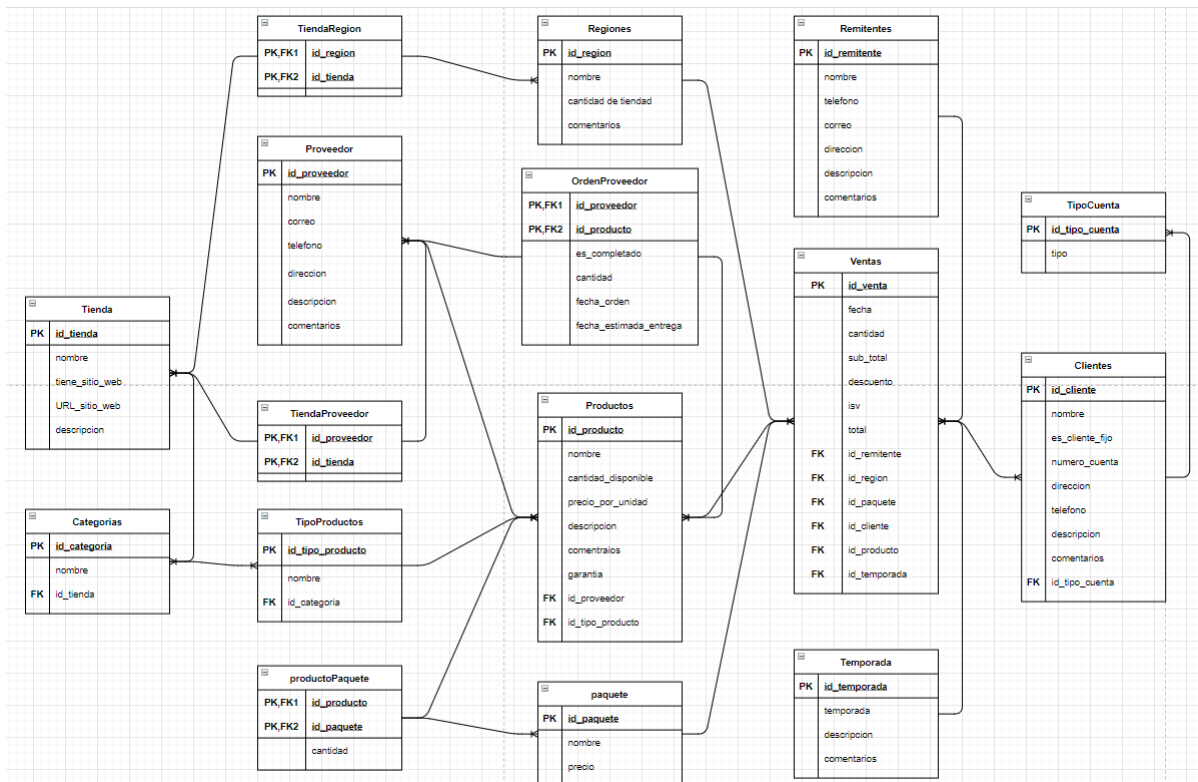 TiendaRegion
PK,FK1 id_region
PK,FK2 id_tienda
Regiones
PK id_region
nombre
cantidad de tiendad
comentarios
Remitentes
PK id_remitente
nombre
telefono
correo
direccion
descripcion
comentarios
Proveedor
PK id_proveedor
nombre
correo
telefono
direccion
descripcion
comentarios
OrdenProveedor
PK,FK1 id_proveedor
PK,FK2 id_producto
es_completado
cantidad
fecha_orden
fecha_estimada_entrega
TipoCuenta
PK id_tipo_cuenta
tipo
Ventas
PK id_venta
fecha
cantidad
sub_total
descuento
isv
total
FK id_remitente
FK id_region
FK id_paquete
FK id_cliente
FK id_producto
FK id_temporada
Tienda
PK id_tienda
nombre
tiene_sitio_web
URL_sitio_web
descripcion
Clientes
PK id_cliente
nombre
es_cliente_fijo
numero_cuenta
direccion
telefono
descripcion
comentarios
FK id_tipo_cuenta
TiendaProveedor
PK,FK1 id_proveedor
PK,FK2 id_tienda
Productos
PK id_producto
nombre
cantidad_disponible
precio_por_unidad
descripcion
comentraios
garantia
FK id_proveedor
FK id_tipo_producto
Categorias
PK id_categoria
nombre
FK id_tienda
TipoProductos
PK id_tipo_producto
nombre
FK id_categoria
productoPaquete
PK,FK1 id_producto
PK,FK2 id_paquete
cantidad
paquete
PK id_paquete
nombre
precio
Temporada
PK id_temporada
temporada
descripcion
comentarios